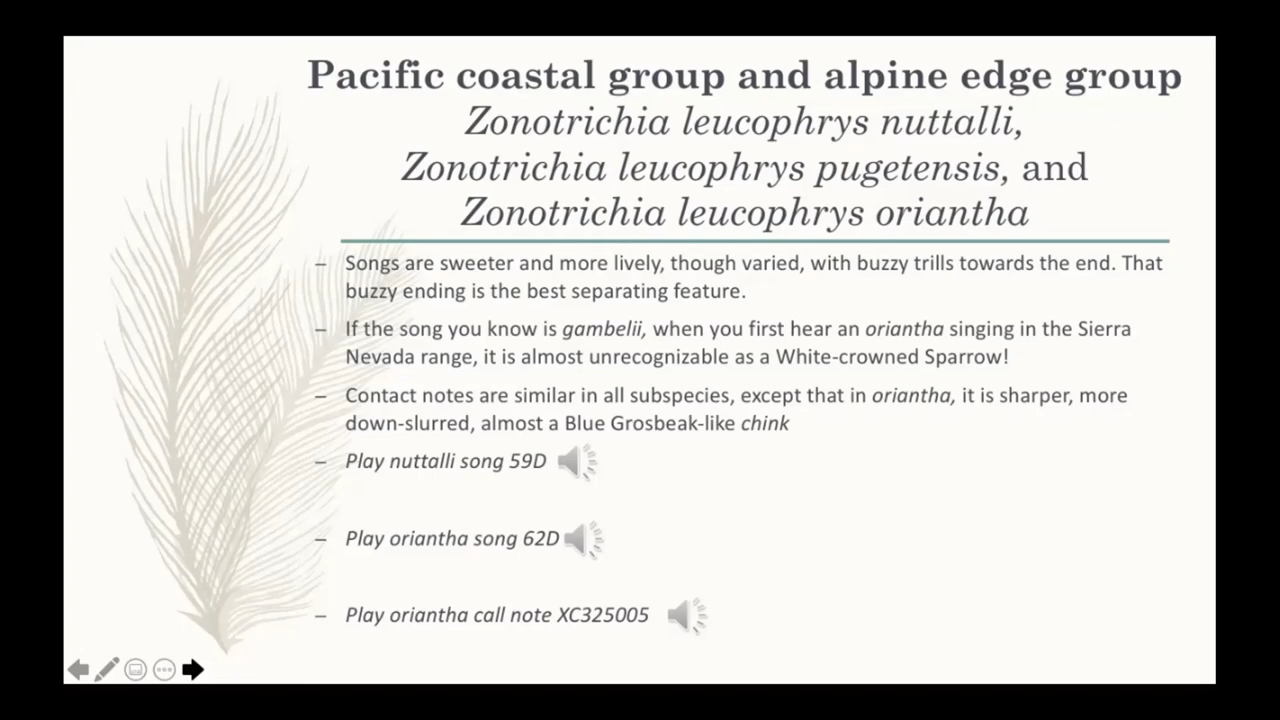 Pacific coastal group and alpine edge group
Zonotrichia leucophrys nuttalli,
Zonotrichia leucophrys pugetensis, and
Zonotrichia leucophrys oriantha
– Songs are sweeter and more lively, though varied, with buzzy trills towards the end. That
buzzy ending is the best separating feature.
– If the song you know is gambelii, when you first hear an oriantha singing in the Sierra
Nevada range, it is almost unrecognizable as a White-crowned Sparrow!
– Contact notes are similar in all subspecies, except that in oriantha, it is sharper, more
down-slurred, almost a Blue Grosbeak-like chink
– Play nuttalli song 59D
– Play oriantha song 62D
– Play oriantha call note XC325005